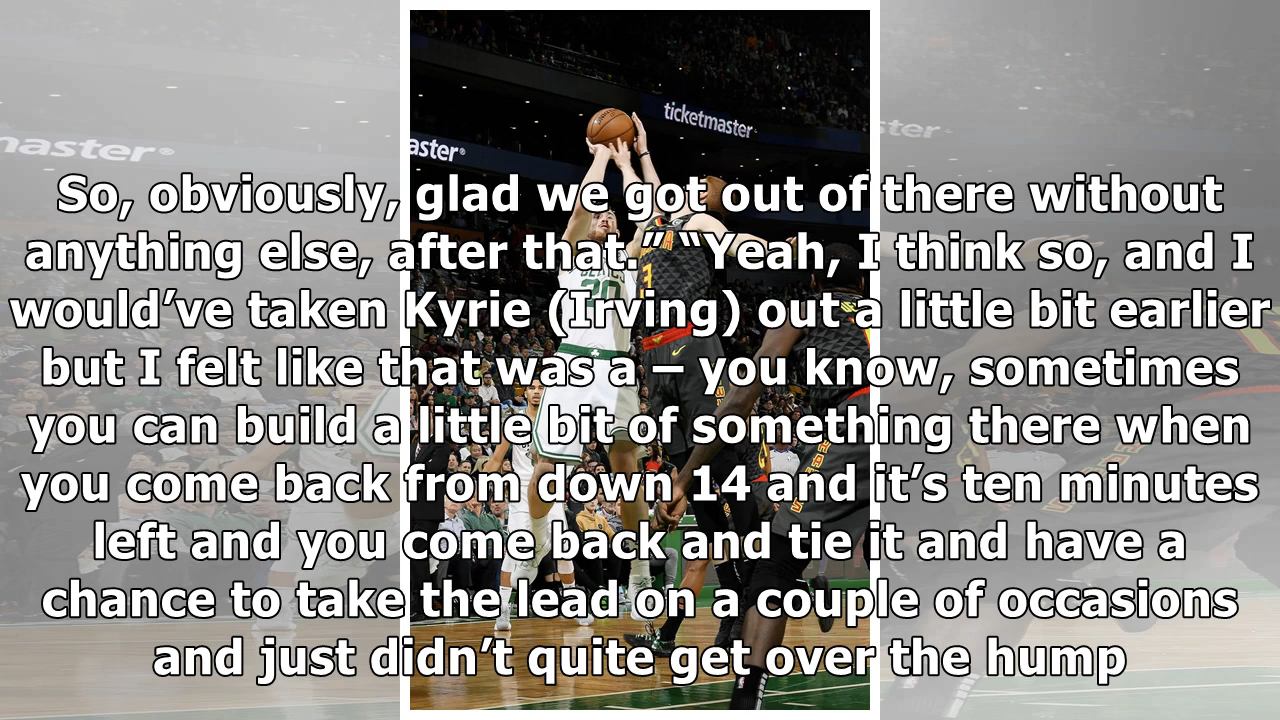 ticketmaster
master
aster
ster
So, obviously, glad we got out of there without
anything else, after that.” “Yeah, I think so, and I
would’ve taken Kyrie (Irving) out a little bit earlier
but I felt like that was a – you know, sometimes
you can build a little bit of something there when
you come back from down 14 and it’s ten minutes
left and you come back and tie it and have a
chance to take the lead on a couple of occasions
and just didn’t quite get over the hump